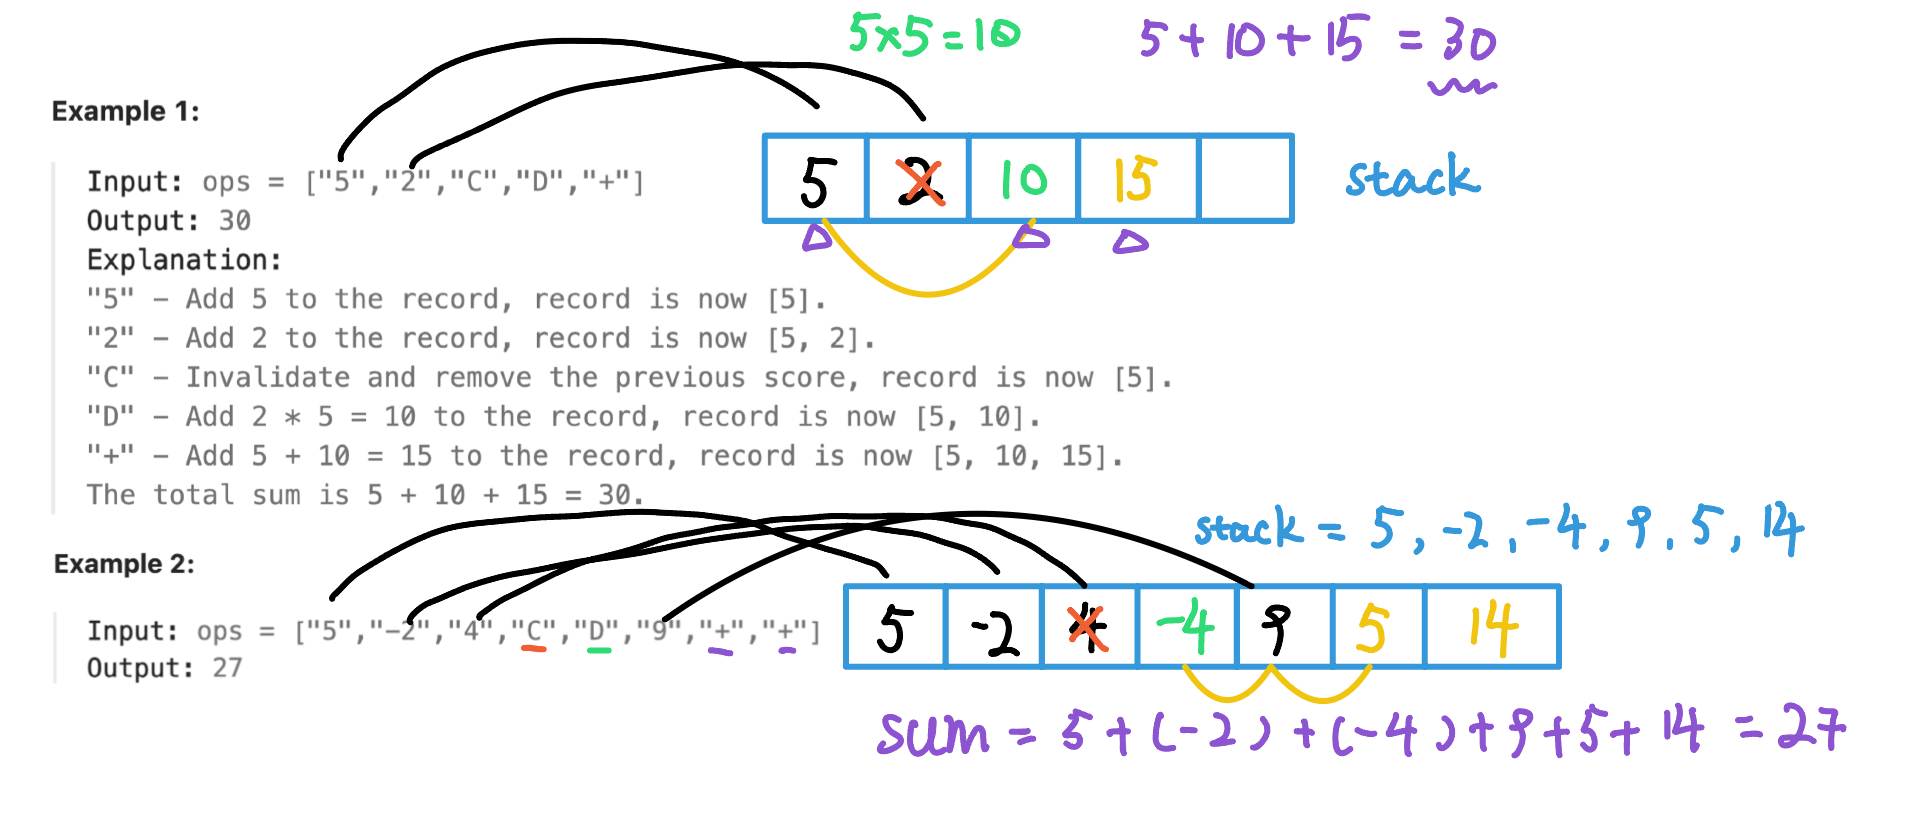 5×5=10
5+10+15 = 30
Example 1:
5 2 10 15
stack
Input: ops = ["5","2","C","D","+"]
Output: 30
Explanation:
"5" – Add 5 to the record, record is now [5].
"2" – Add 2 to the record, record is now [5, 2].
"C" – Invalidate and remove the previous score, record is now [5].
"D" – Add 2 * 5 = 10 to the record, record is now [5, 10].
"+" – Add 5 + 10 = 15 to the record, record is now [5, 10, 15].
The total sum is 5 + 10 + 15 = 30.
stack = 5, -2, -4, 9, 5, 14
Example 2:
5 -2 4 -4 9 5 14
Input: ops = ["5","-2","4","C","D","9","+","+"]
Output: 27
sum = 5+(-2)+(-4)+9+5+14 = 27